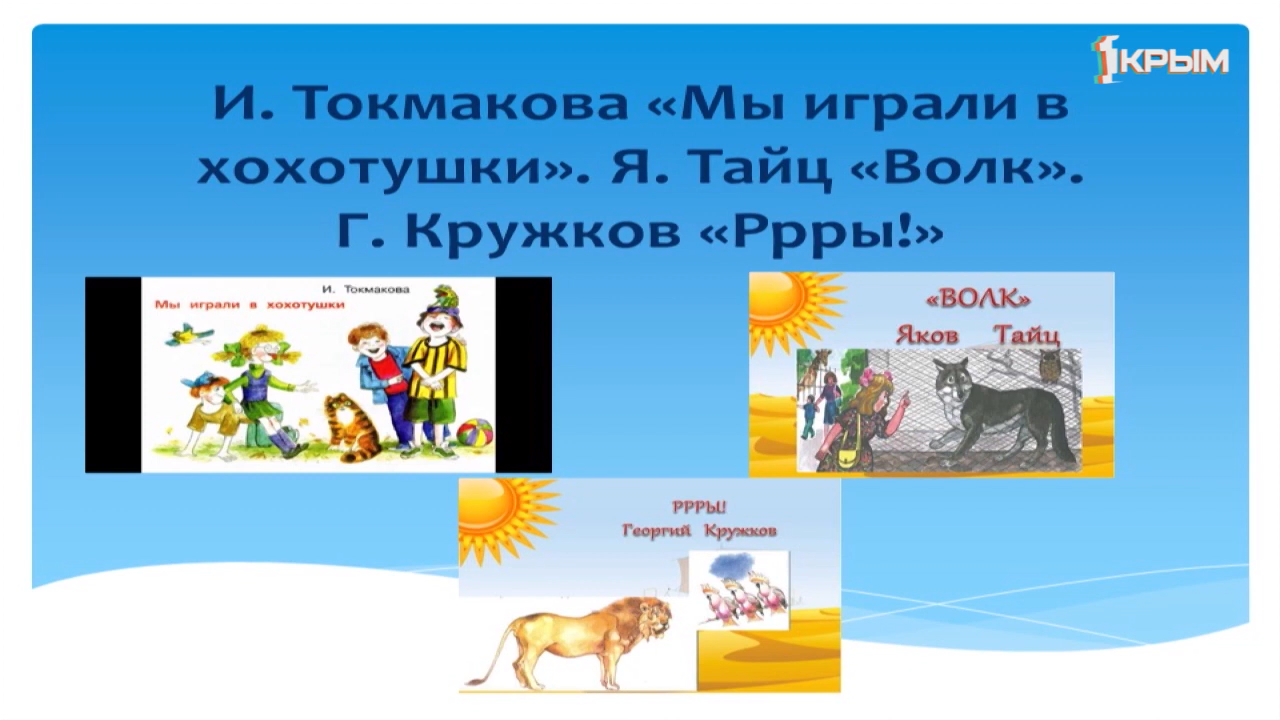 1КРЫМ
И. Токмакова «Мы играли в
хохотушки». Я. Тайц «Волк».
Г. Кружков «Ррры!»
И. Токмакова
Мы играли в хохотушки
«ВОЛК»
Яков Тайц
РРРЫ!
Георгий Кружков